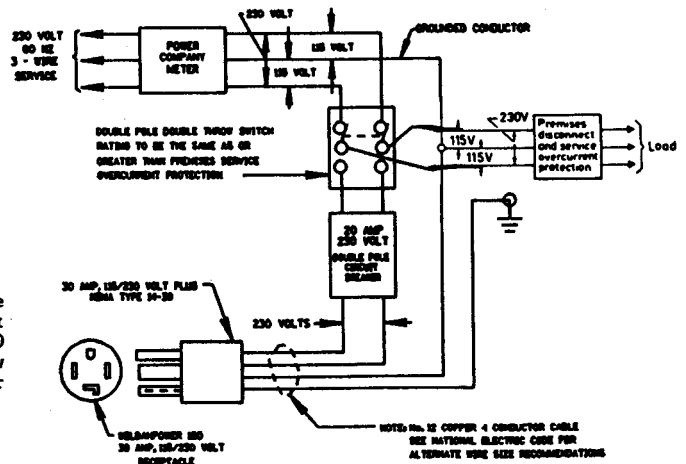 230 VOLT
60 HZ
3 - WIRE
SERVICE
POWER
COMPANY
METER
230 VOLT
115 VOLT
115 VOLT
GROUNDED CONDUCTOR
DOUBLE POLE DOUBLE THROW SWITCH
RATING TO BE THE SAME AS OR
GREATER THAN PREMISES SERVICE
OVERCURRENT PROTECTION
230V
115V
115V
Premises
disconnect
and service
overcurrent
protection
Load
20 AMP
230 VOLT
DOUBLE POLE
CIRCUIT
BREAKER
30 AMP, 115/230 VOLT PLUG
NEMA TYPE 14-30
230 VOLTS
WELDANPOWER
30 AMP, 115/230 VOLT
RECEPTACLE
NOTE: No. 12 COPPER 4 CONDUCTOR CABLE
SEE NATIONAL ELECTRIC CODE FOR
ALTERNATE WIRE SIZE RECOMMENDATIONS